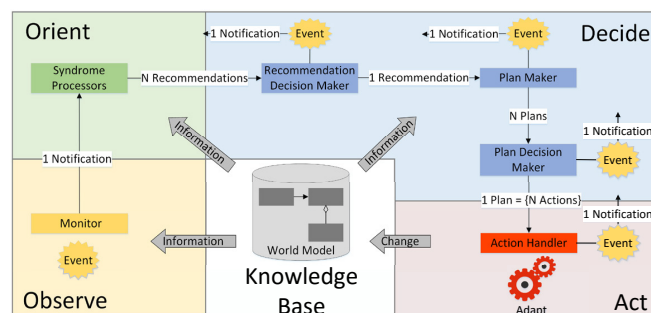 Orient
1 Notification
Event
1 Notification
Event
Decide
Syndrome
Processors
N Recommendations
Recommendation
Decision Maker
1 Recommendation
Plan Maker
Information
Information
N Plans
1 Notification
1 Notification
Plan Decision
Maker
Event
Monitor
Event
Observe
Information
World Model
Knowledge
Base
Change
1 Plan = {N Actions}
1 Notification
Action Handler
Event
Adapt
Act